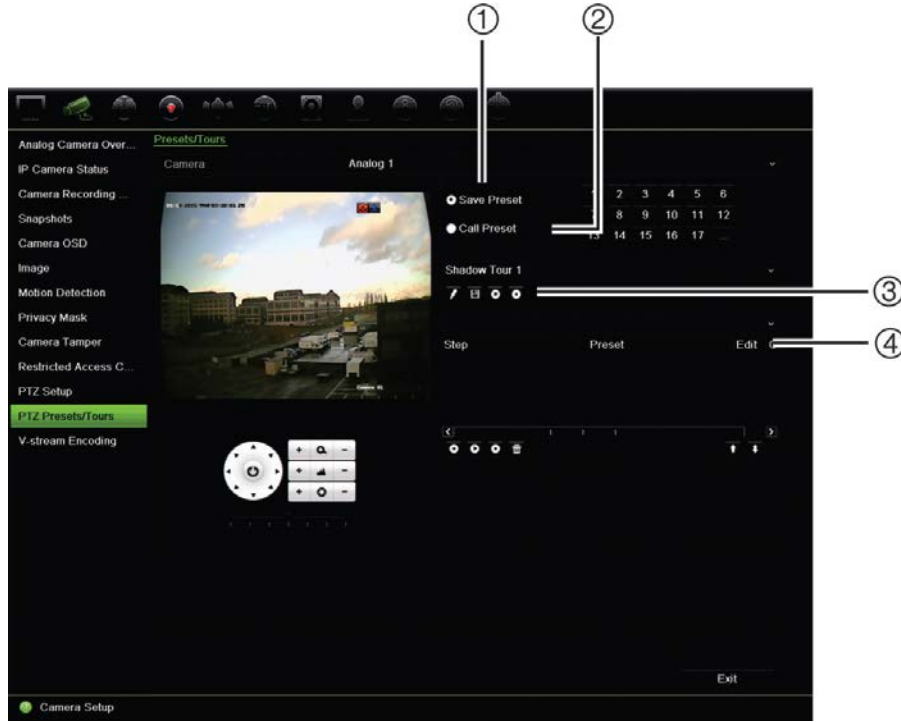 ① ②
Analog Camera Over...
IP Camera Status
Camera Recording ...
Snapshots
Camera OSD
Image
Motion Detection
Privacy Mask
Camera Tamper
Restricted Access C...
PTZ Setup
PTZ Presets/Tours
V-stream Encoding
Presets/Tours
Camera Analog 1
Save Preset
Call Preset
1 2 3 4 5 6
8 9 10 11 12
13 14 15 16 17 ...
Shadow Tour 1
③
Step Preset Edit
④
Exit
Camera Setup